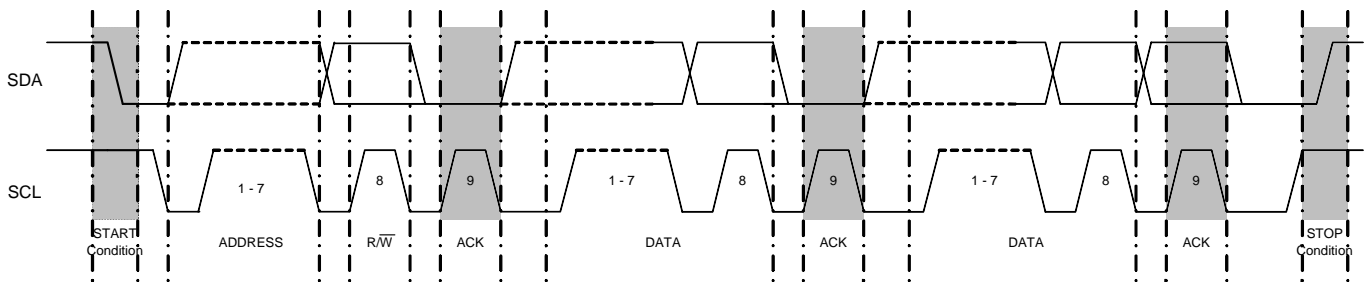 SDA
SCL
1 - 7
8
9
1 - 7
8
9
1 - 7
8
9
START
Condition
ADDRESS
R/W̅
ACK
DATA
ACK
DATA
ACK
STOP
Condition